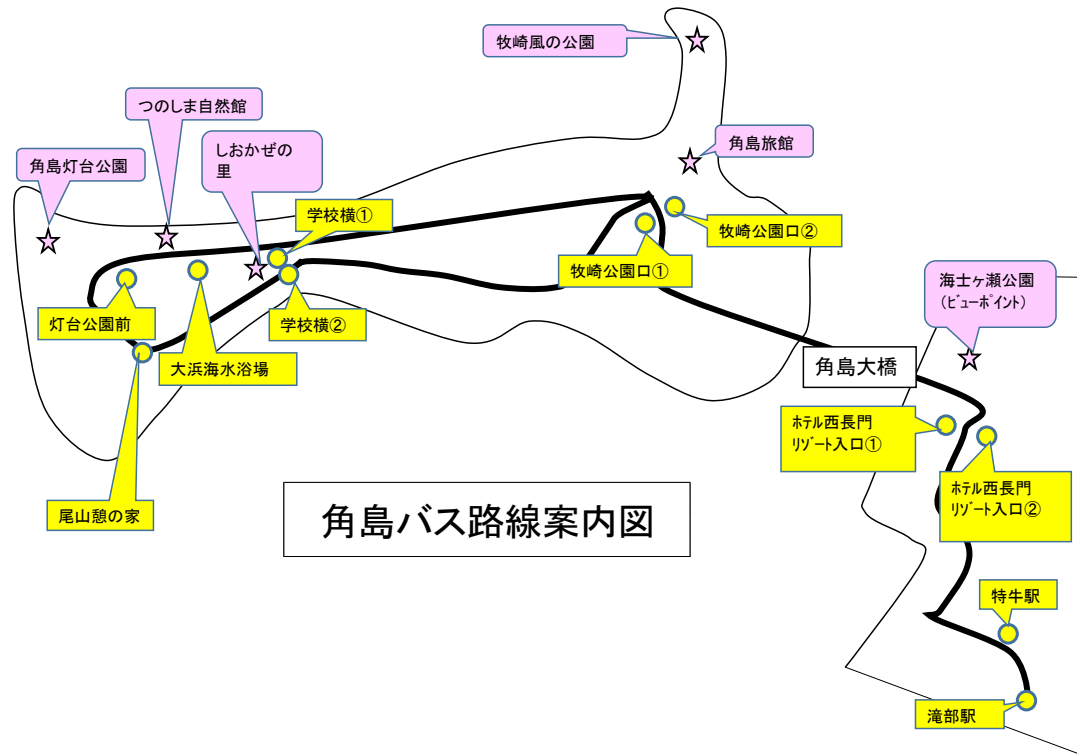 牧崎風の公園
つのしま自然館
角島灯台公園
しおかぜの
里
角島旅館
学校横①
牧崎公園口②
牧崎公園口①
海士ヶ瀬公園
(ビューポイント)
灯台公園前
学校横②
大浜海水浴場
角島大橋
ホテル西長門
リゾート入口①
ホテル西長門
リゾート入口②
尾山憩の家
角島バス路線案内図
特牛駅
滝部駅